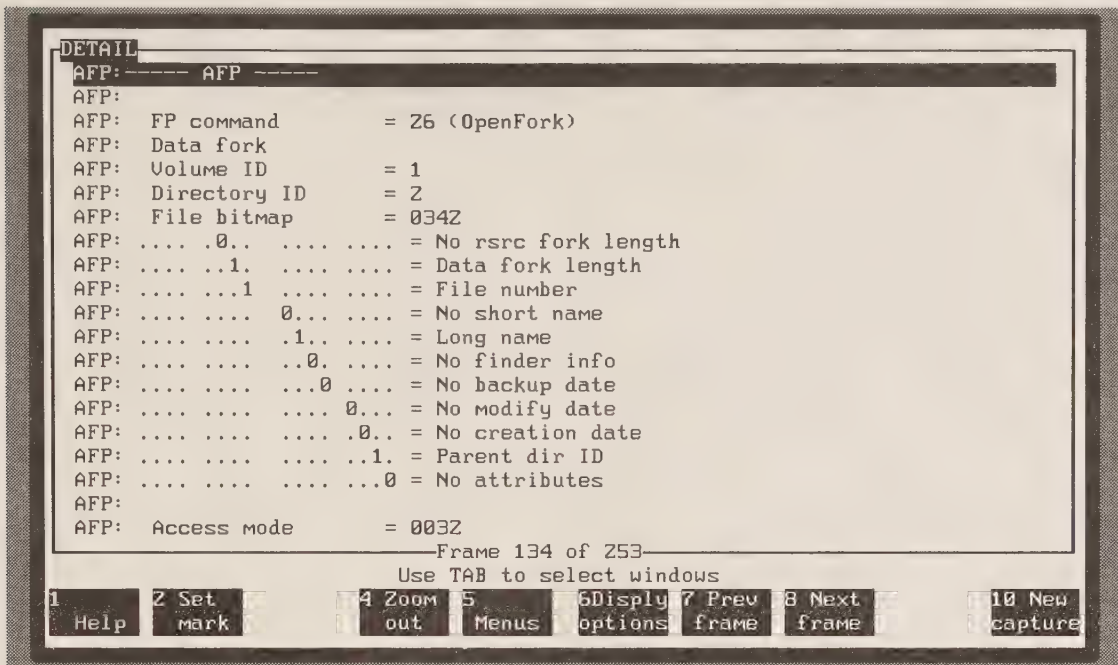 DETAIL
AFP:----- AFP -----
AFP:
AFP:  FP command        = 26 (OpenFork)
AFP:  Data fork
AFP:  Volume ID         = 1
AFP:  Directory ID      = 2
AFP:  File bitmap       = 0342
AFP: .... .0.. .... .... = No rsrc fork length
AFP: .... ..1. .... .... = Data fork length
AFP: .... ...1 .... .... = File number
AFP: .... .... 0... .... = No short name
AFP: .... .... .1.. .... = Long name
AFP: .... .... ..0. .... = No finder info
AFP: .... .... ...0 .... = No backup date
AFP: .... .... .... 0... = No modify date
AFP: .... .... .... .0.. = No creation date
AFP: .... .... .... ..1. = Parent dir ID
AFP: .... .... .... ...0 = No attributes
AFP:
AFP:  Access mode       = 0032
Frame 134 of 253
Use TAB to select windows
1 Help 2 Set mark 4 Zoom out 5 Menus 6Disply options 7 Prev frame 8 Next frame 10 New capture